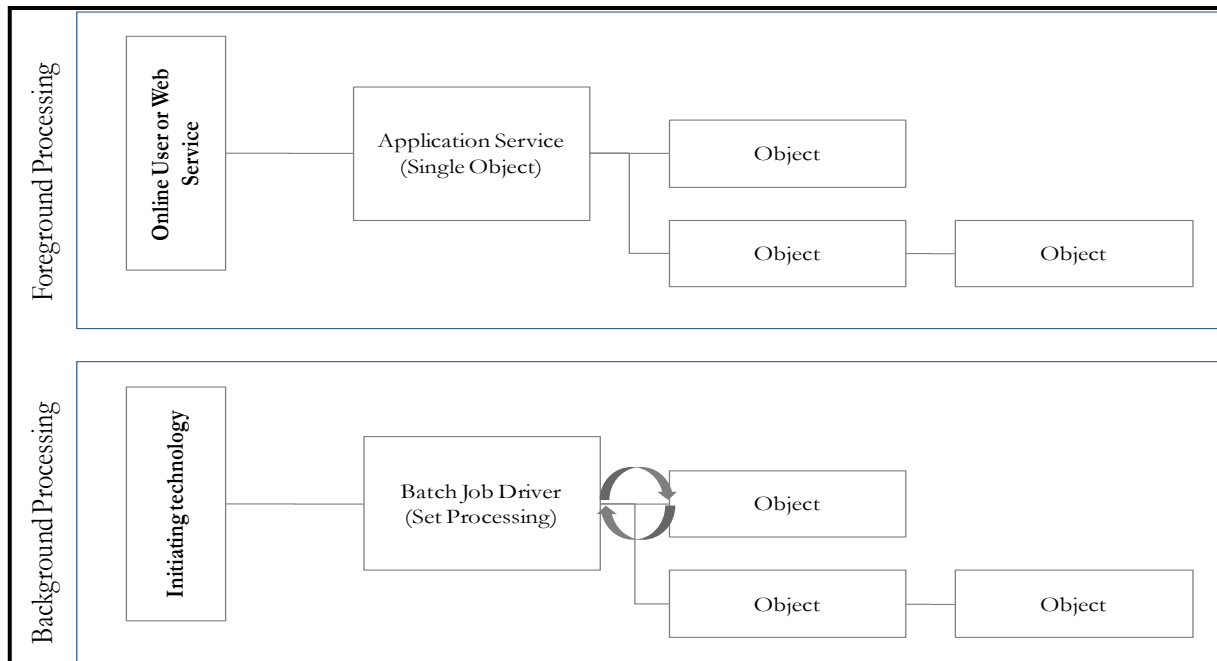 Foreground Processing
Online User or Web
Service
Application Service
(Single Object)
Object
Object
Object
Background Processing
Initiating technology
Batch Job Driver
(Set Processing)
Object
Object
Object